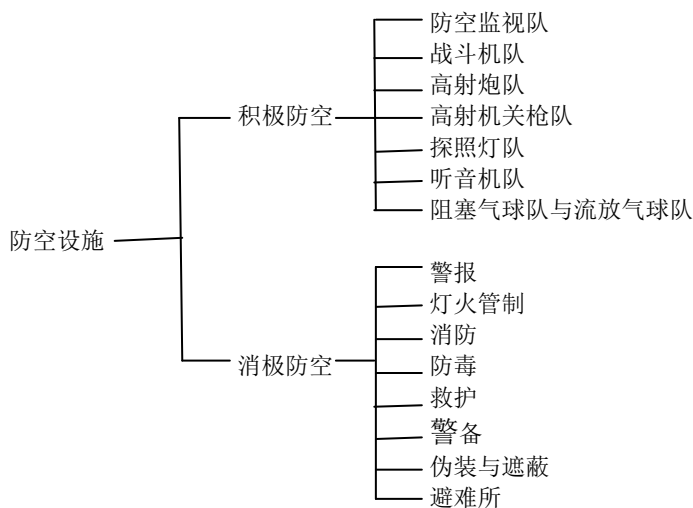 防空设施
积极防空
防空监视队
战斗机队
高射炮队
高射机关枪队
探照灯队
听音机队
阻塞气球队与流放气球队
消极防空
警报
灯火管制
消防
防毒
救护
警备
伪装与遮蔽
避难所